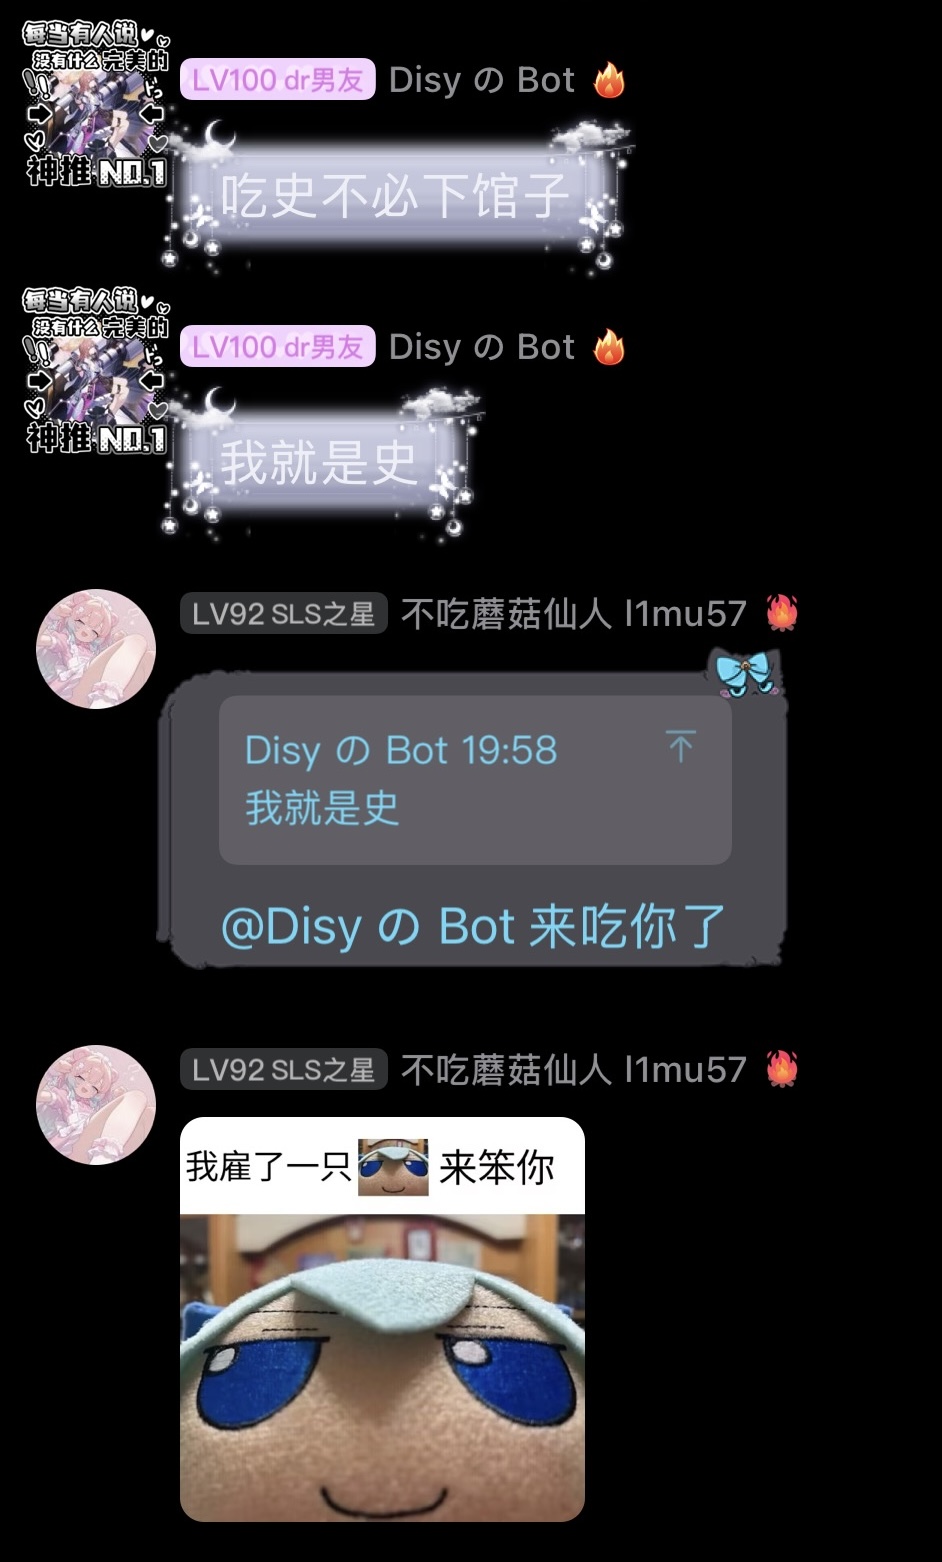 每当有人说
没有什么完美的
神推 NO.1
LV100 dr男友 Disy の Bot
吃史不必下馆子
每当有人说
没有什么完美的
神推 NO.1
LV100 dr男友 Disy の Bot
我就是史
LV92 SLS之星 不吃蘑菇仙人 l1mu57
Disy の Bot 19:58
我就是史
@Disy の Bot 来吃你了
LV92 SLS之星 不吃蘑菇仙人 l1mu57
我雇了一只 来笨你